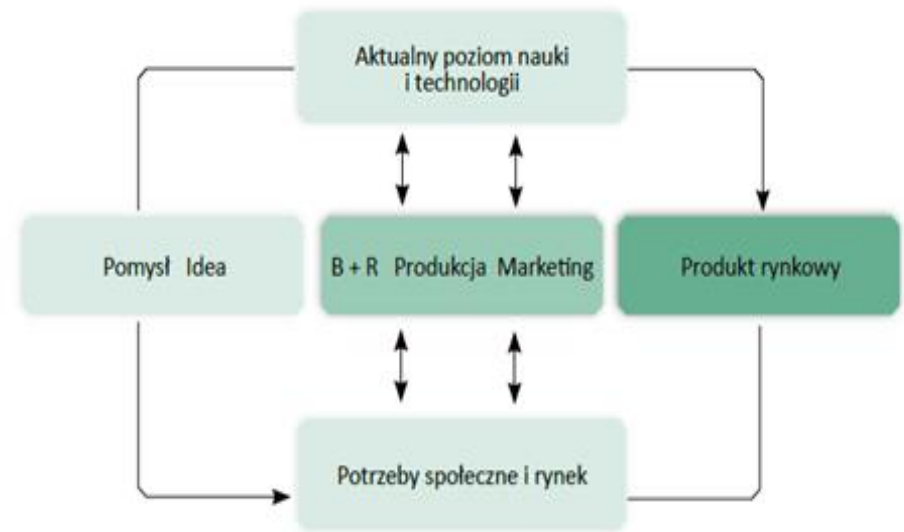 Aktualny poziom nauki
i technologii
Pomysł Idea
B + R Produkcja Marketing
Produkt rynkowy
Potrzeby społeczne i rynek